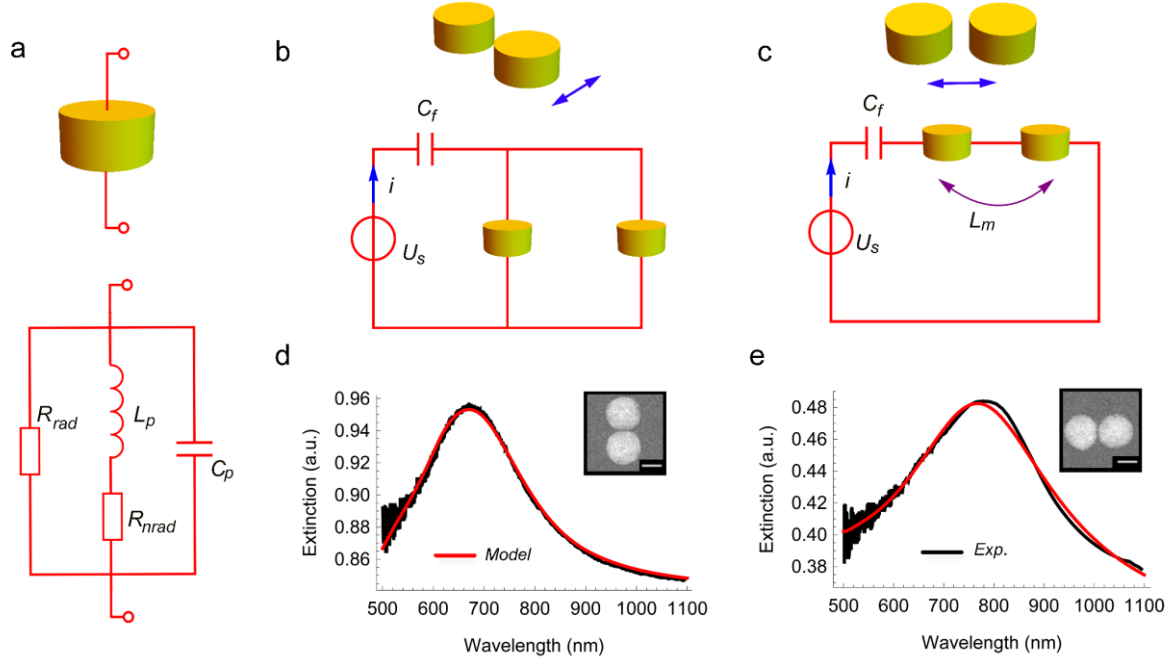 a
R_rad
L_p
R_nrad
C_p
b
C_f
i
U_s
c
C_f
i
L_m
U_s
d
Extinction (a.u.)
0.96
0.94
0.92
0.90
0.88
0.86
Model
500 600 700 800 900 1000 1100
Wavelength (nm)
e
Extinction (a.u.)
0.48
0.46
0.44
0.42
0.40
0.38
Exp.
500 600 700 800 900 1000 1100
Wavelength (nm)